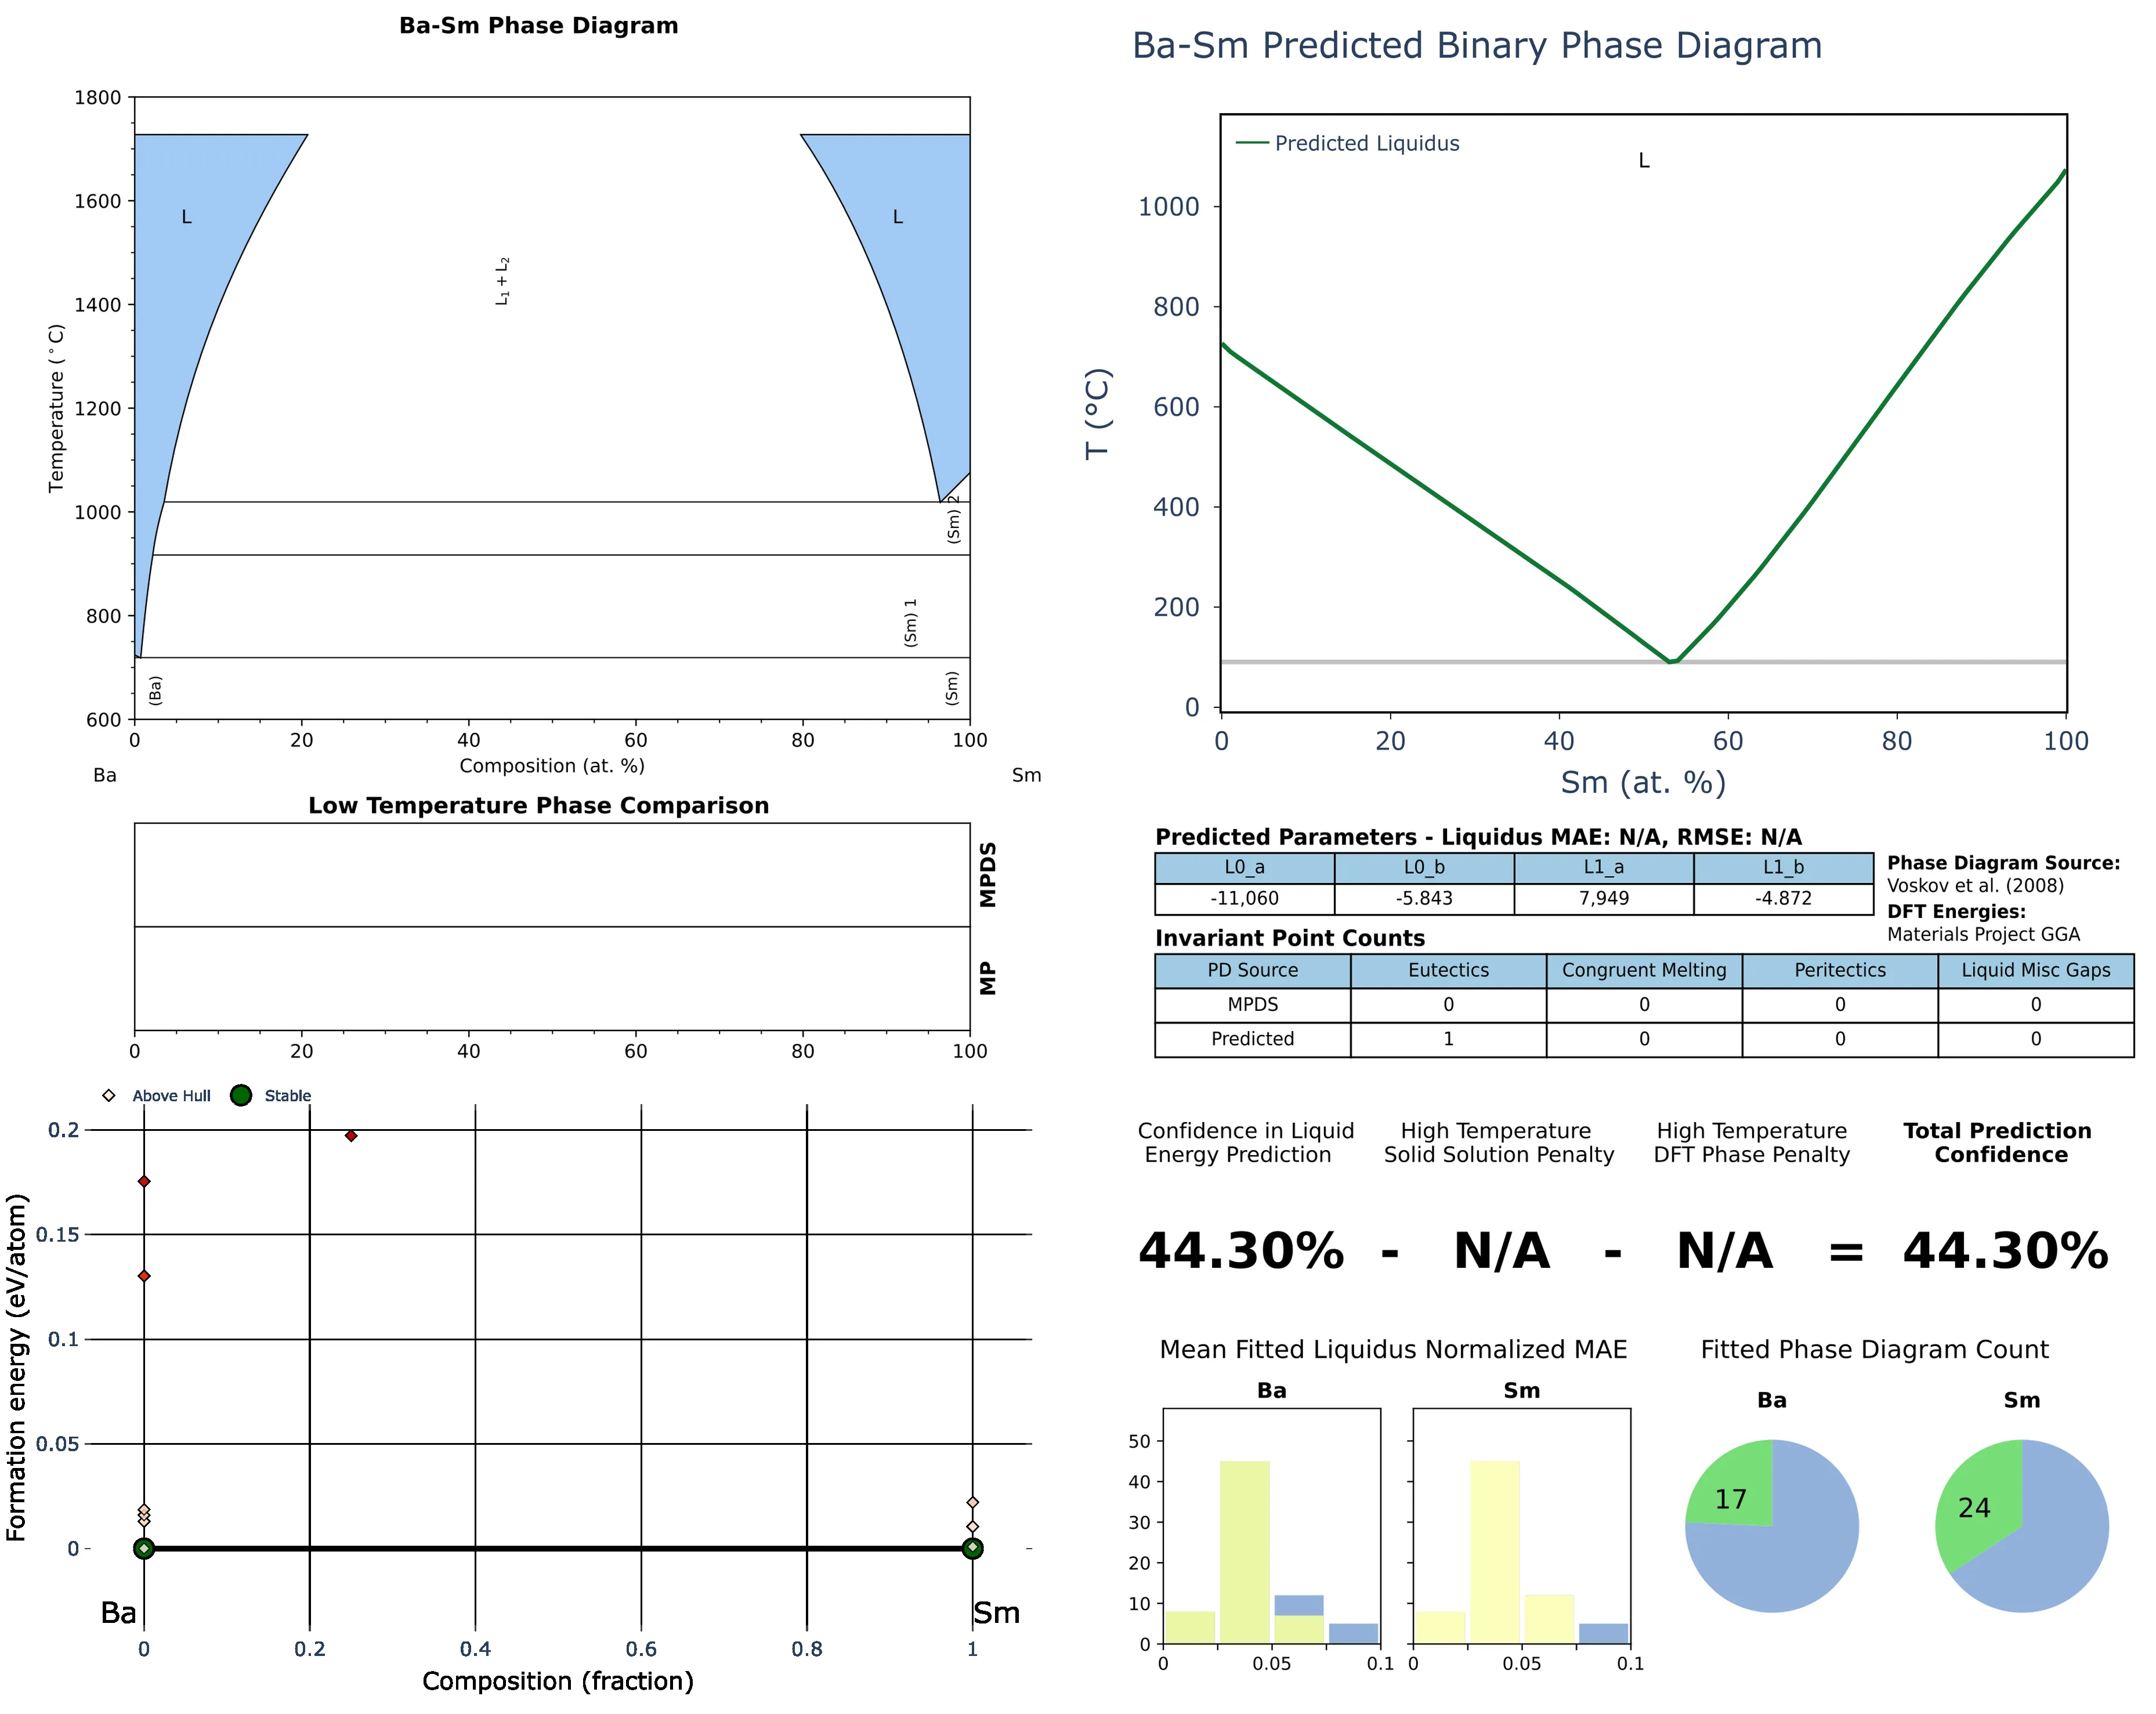 Ba-Sm Phase Diagram
1800
1600
1400
1200
1000
800
600
Temperature (°C)
L
L
L₁ + L₂
(Sm) 2
(Sm) 1
(Ba)
(Sm)
0 20 40 60 80 100
Composition (at. %)
Ba Sm
Low Temperature Phase Comparison
MPDS
MP
0 20 40 60 80 100
Above Hull Stable
0.2
0.15
0.1
0.05
0
Formation energy (eV/atom)
Ba Sm
0 0.2 0.4 0.6 0.8 1
Composition (fraction)
Ba-Sm Predicted Binary Phase Diagram
Predicted Liquidus
L
1000
800
600
400
200
0
T (°C)
0 20 40 60 80 100
Sm (at. %)
Predicted Parameters - Liquidus MAE: N/A, RMSE: N/A
L0_a L0_b L1_a L1_b
-11,060 -5.843 7,949 -4.872
Phase Diagram Source:
Voskov et al. (2008)
DFT Energies:
Materials Project GGA
Invariant Point Counts
PD Source Eutectics Congruent Melting Peritectics Liquid Misc Gaps
MPDS 0 0 0 0
Predicted 1 0 0 0
Confidence in Liquid
Energy Prediction
High Temperature
Solid Solution Penalty
High Temperature
DFT Phase Penalty
Total Prediction
Confidence
44.30% - N/A - N/A = 44.30%
Mean Fitted Liquidus Normalized MAE
Ba Sm
50
40
30
20
10
0
0 0.05 0.1 0 0.05 0.1
Fitted Phase Diagram Count
Ba Sm
17 24